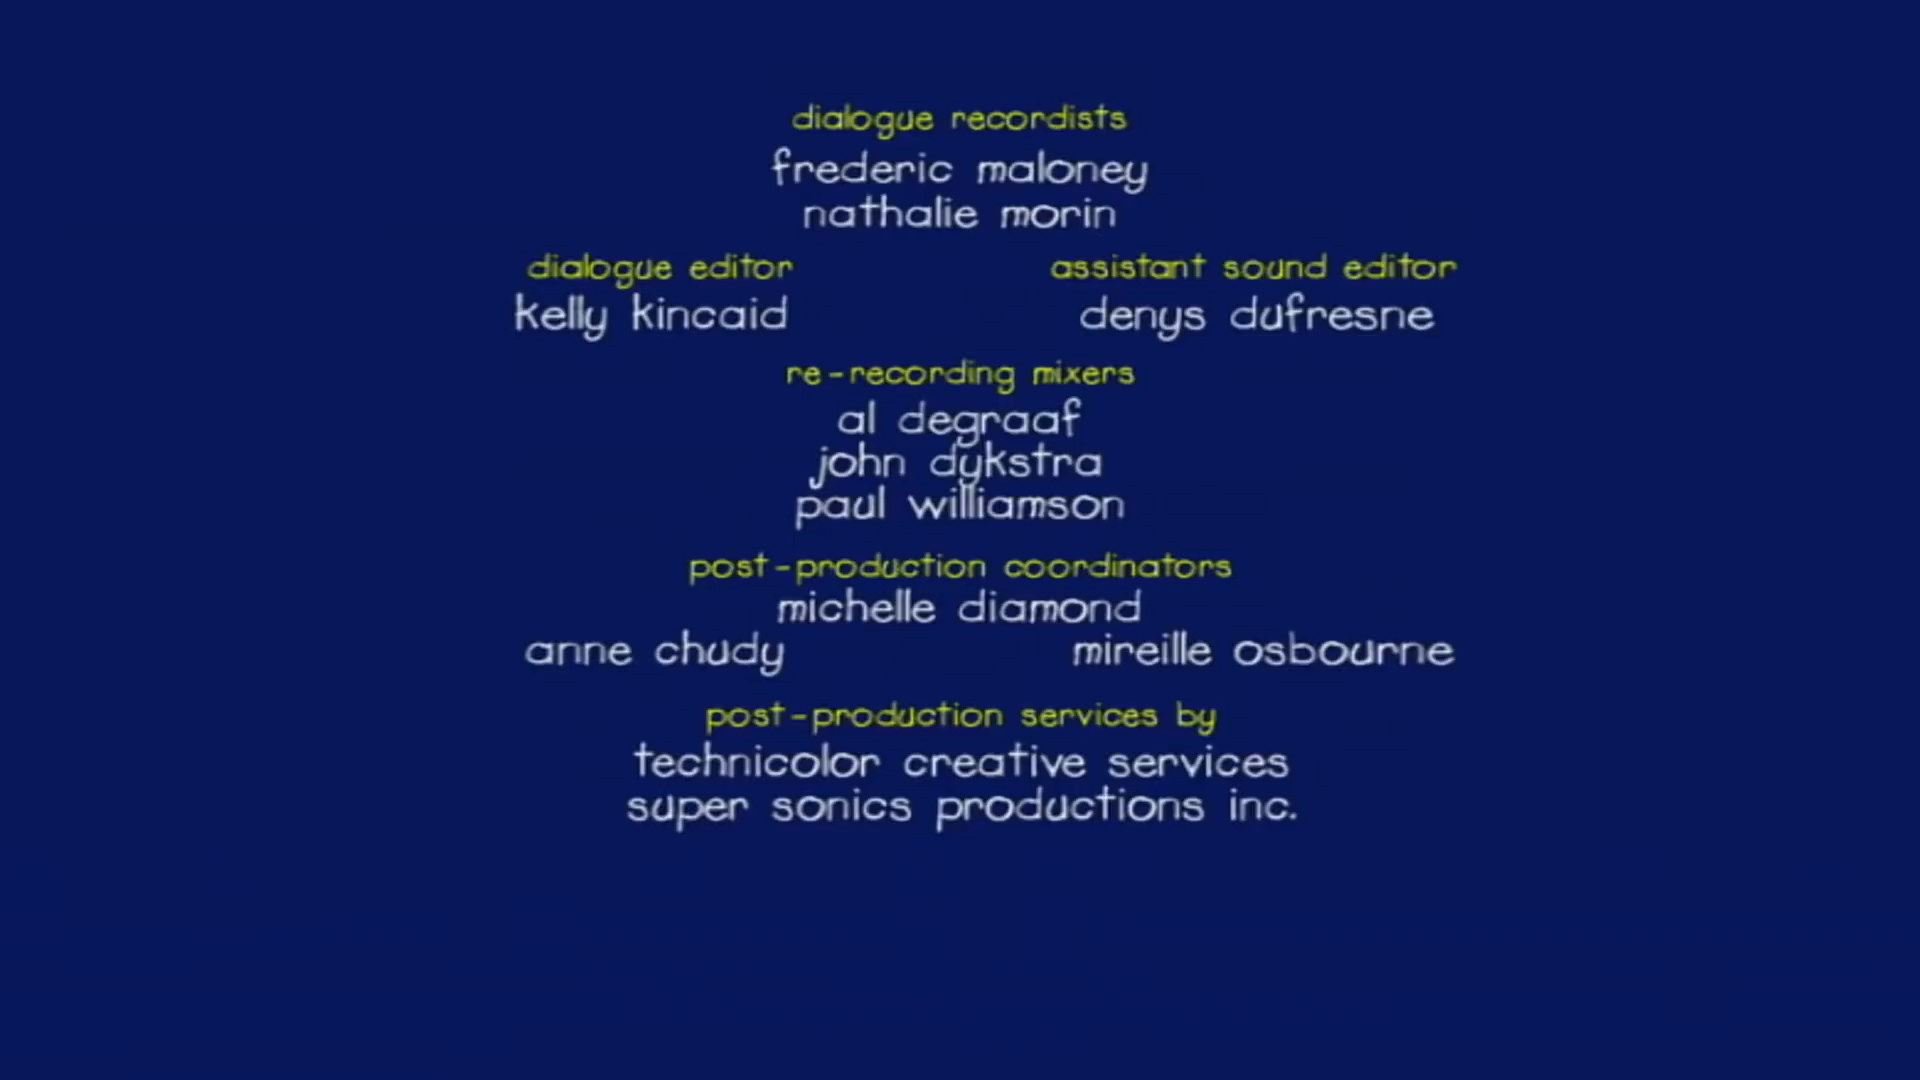 dialogue recordists
frederic maloney
nathalie morin
dialogue editor
kelly kincaid
assistant sound editor
denys dufresne
re-recording mixers
al degraaf
john dykstra
paul williamson
post-production coordinators
michelle diamond
anne chudy
mireille osbourne
post-production services by
technicolor creative services
super sonics productions inc.